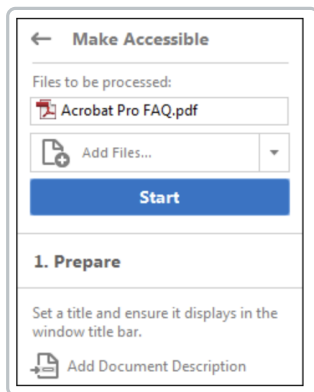 Make Accessible
Files to be processed:
Acrobat Pro FAQ.pdf
Add Files...
Start
1. Prepare
Set a title and ensure it displays in the
window title bar.
Add Document Description